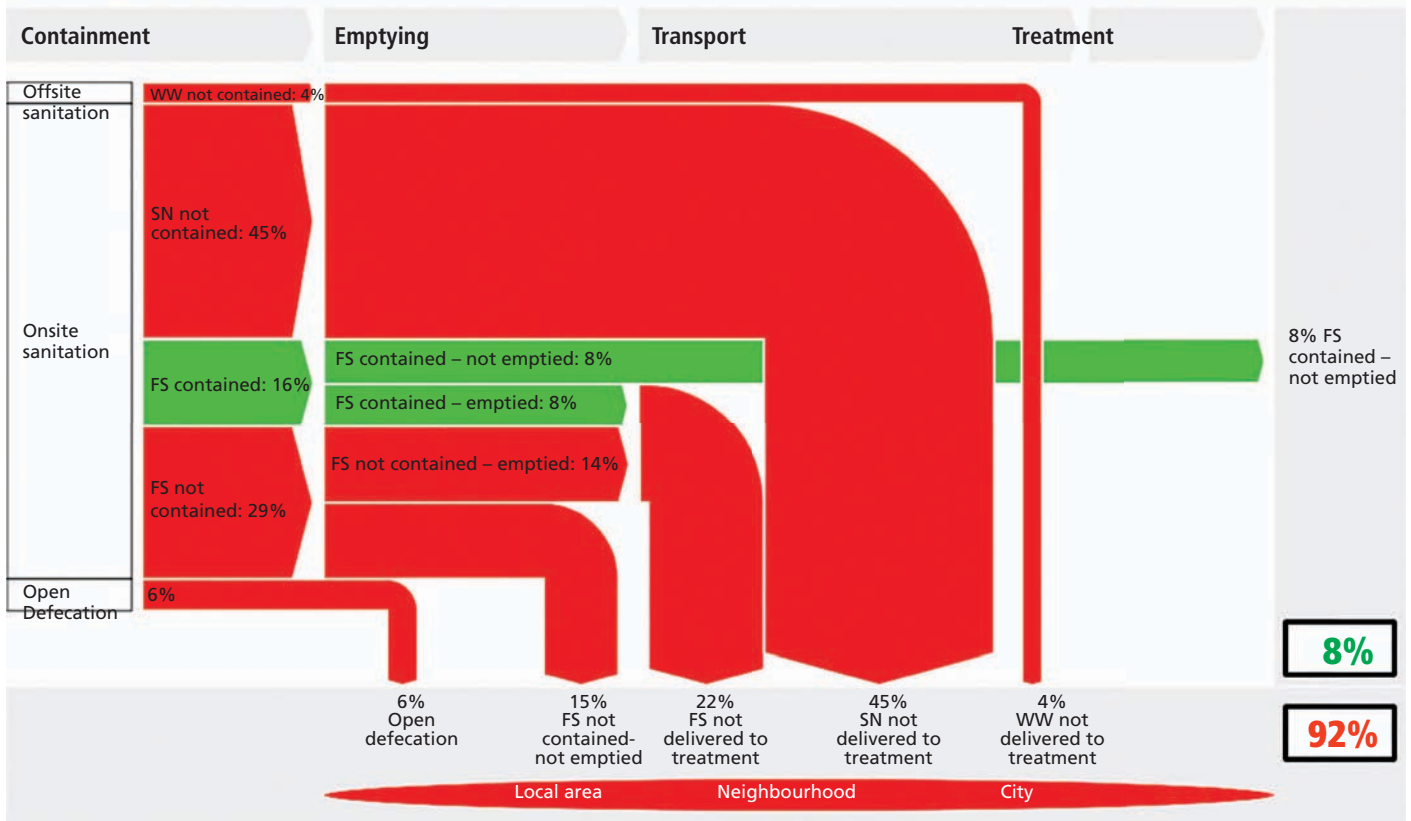 Containment
Emptying
Transport
Treatment
Offsite
sanitation
WW not contained: 4%
SN not
contained: 45%
Onsite
sanitation
FS contained – not emptied: 8%
8% FS
contained –
not emptied
FS contained: 16%
FS contained – emptied: 8%
FS not contained – emptied: 14%
FS not
contained: 29%
Open
Defecation
6%
8%
6%
Open
defecation
15%
FS not
contained-
not emptied
22%
FS not
delivered to
treatment
45%
SN not
delivered to
treatment
4%
WW not
delivered to
treatment
92%
Local area
Neighbourhood
City